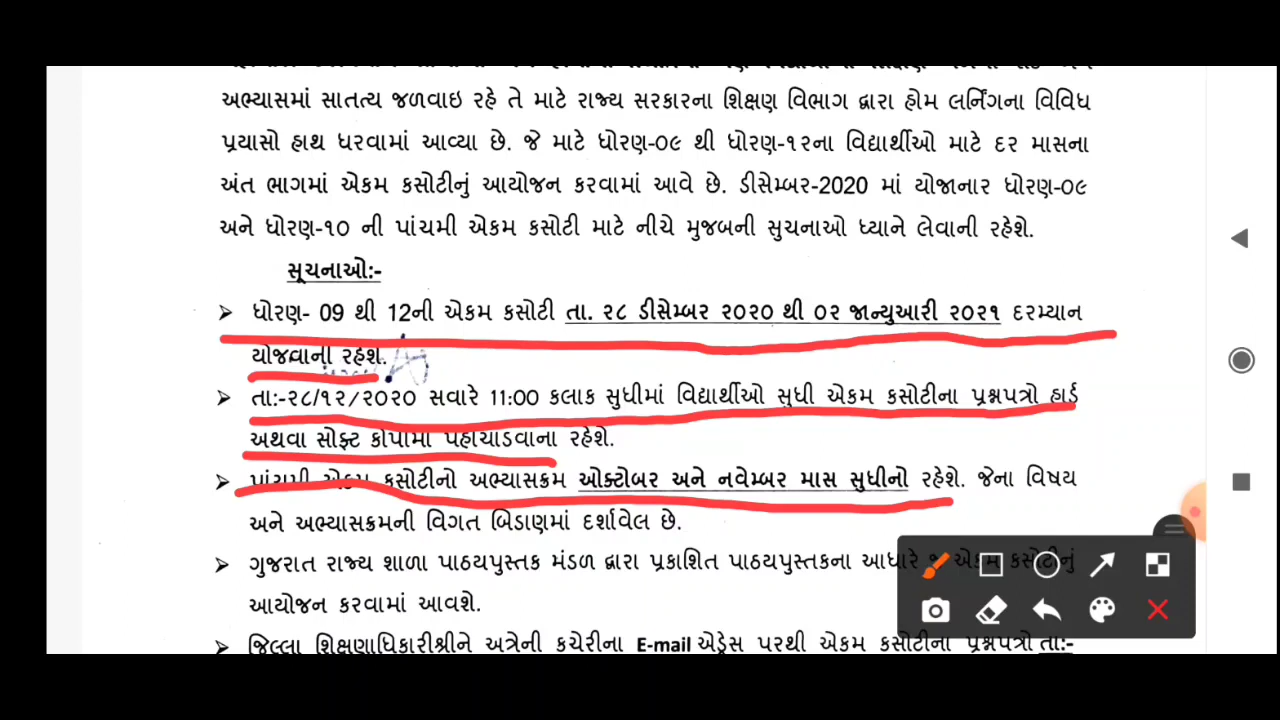 અભ્યાસમાં સાતત્ય જળવાઇ રહે તે માટે રાજ્ય સરકારના શિક્ષણ વિભાગ દ્વારા હોમ લર્નિંગના વિવિધ
પ્રયાસો હાથ ધરવામાં આવ્યા છે. જે માટે ધોરણ-૦૯ થી ધોરણ-૧૨ના વિદ્યાર્થીઓ માટે દર માસના
અંત ભાગમાં એકમ કસોટીનું આયોજન કરવામાં આવે છે. ડીસેમ્બર-2020 માં યોજાનાર ધોરણ-૦૯
અને ધોરણ-૧૦ ની પાંચમી એકમ કસોટી માટે નીચે મુજબની સુચનાઓ ધ્યાને લેવાની રહેશે.
સૂચનાઓ:-
➢ ધોરણ- 09 થી 12ની એકમ કસોટી તા. ૨૮ ડીસેમ્બર ૨૦૨૦ થી ૦૨ જાન્યુઆરી ૨૦૨૧ દરમ્યાન
યોજવાની રહેશે.
➢ તા:-૨૮/૧૨/૨૦૨૦ સવારે 11:00 કલાક સુધીમાં વિદ્યાર્થીઓ સુધી એકમ કસોટીના પ્રશ્નપત્રો હાર્ડ
અથવા સોફ્ટ કોપીમાં પહોંચાડવાના રહેશે.
➢ પાંચમી એકમ કસોટીનો અભ્યાસક્રમ ઓક્ટોબર અને નવેમ્બર માસ સુધીનો રહેશે. જેના વિષય
અને અભ્યાસક્રમની વિગત બિડાણમાં દર્શાવેલ છે.
➢ ગુજરાત રાજ્ય શાળા પાઠયપુસ્તક મંડળ દ્વારા પ્રકાશિત પાઠયપુસ્તકના આધારે જ એકમ કસોટીનું
આયોજન કરવામાં આવશે.
➢ જિલ્લા શિક્ષણાધિકારીશ્રીને અત્રેની કચેરીના E-mail એડ્રેસ પરથી એકમ કસોટીના પ્રશ્નપત્રો તા:-